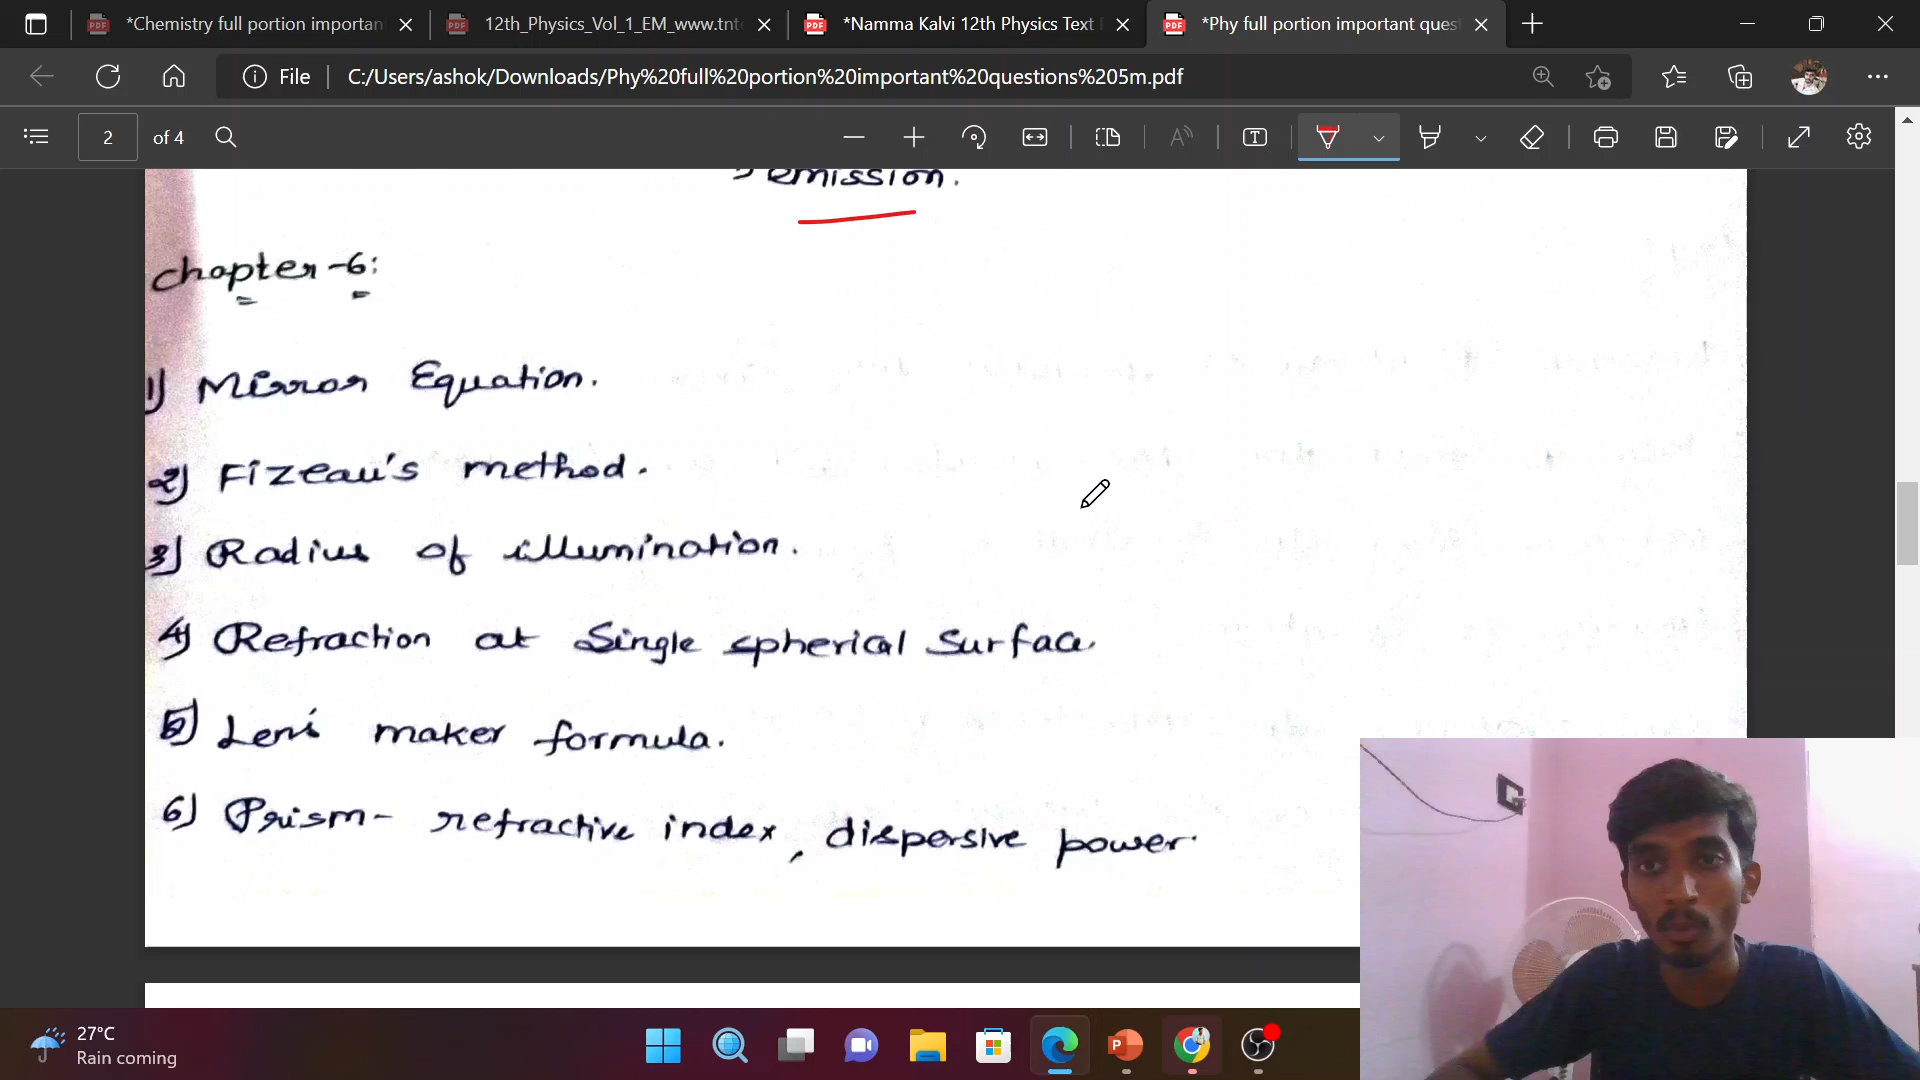 *Chemistry full portion importan
12th_Physics_Vol_1_EM_www.tnt
*Namma Kalvi 12th Physics Text
*Phy full portion important ques
File
C:/Users/ashok/Downloads/Phy%20full%20portion%20important%20questions%205m.pdf
2
of 4
emission.
chapter-6:
1) Mirror Equation.
2) Fizeau's method.
3) Radius of illumination.
4) Refraction at Single spherical Surface.
5) Len's maker formula.
6) Prism- refractive index, dispersive power.
27°C
Rain coming